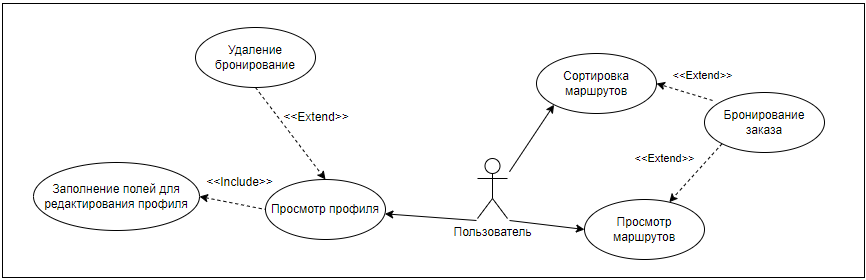 Удаление
бронирование
<<Extend>>
Сортировка
маршрутов
<<Extend>>
Бронирование
заказа
<<Extend>>
Заполнение полей для
редактирования профиля
<<Include>>
Просмотр профиля
Пользователь
Просмотр
маршрутов